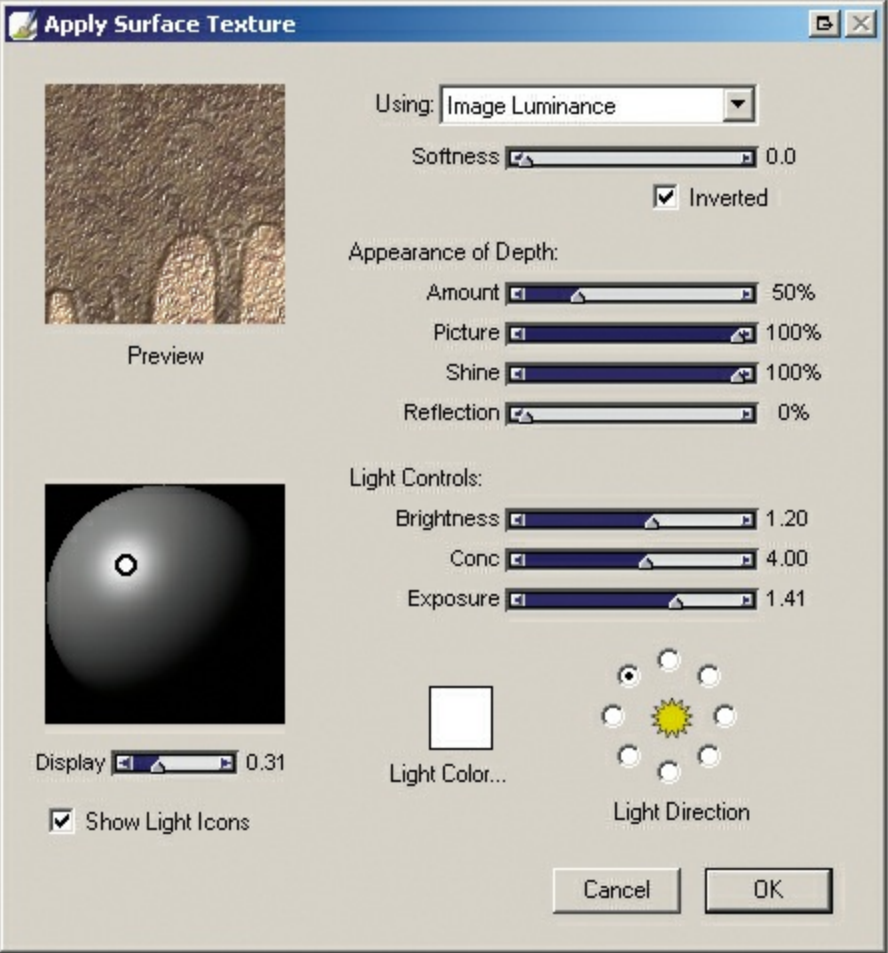 Apply Surface Texture
Using: Image Luminance
Softness 0.0
Inverted
Appearance of Depth:
Amount 50%
Picture 100%
Shine 100%
Reflection 0%
Preview
Light Controls:
Brightness 1.20
Conc 4.00
Exposure 1.41
Display 0.31
Show Light Icons
Light Color...
Light Direction
Cancel OK